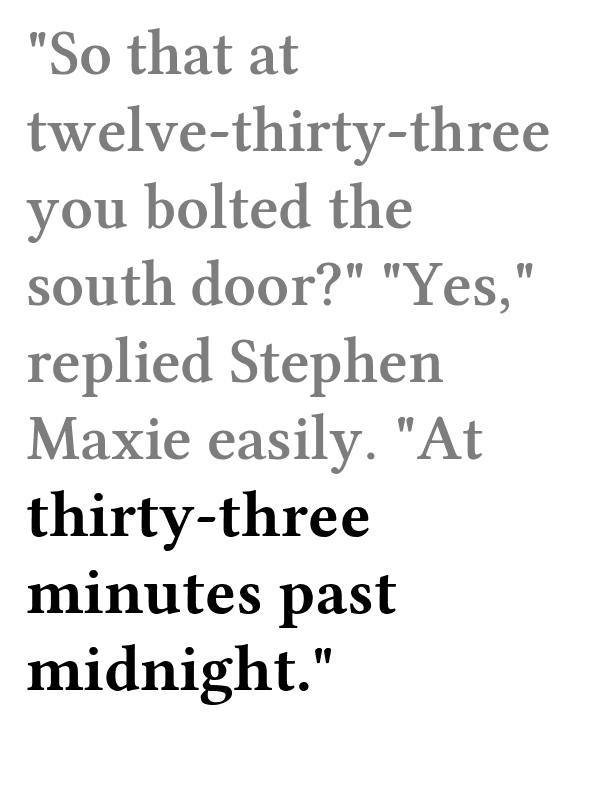 "So that at
twelve-thirty-three
you bolted the
south door?" "Yes,"
replied Stephen
Maxie easily. "At
thirty-three
minutes past
midnight."